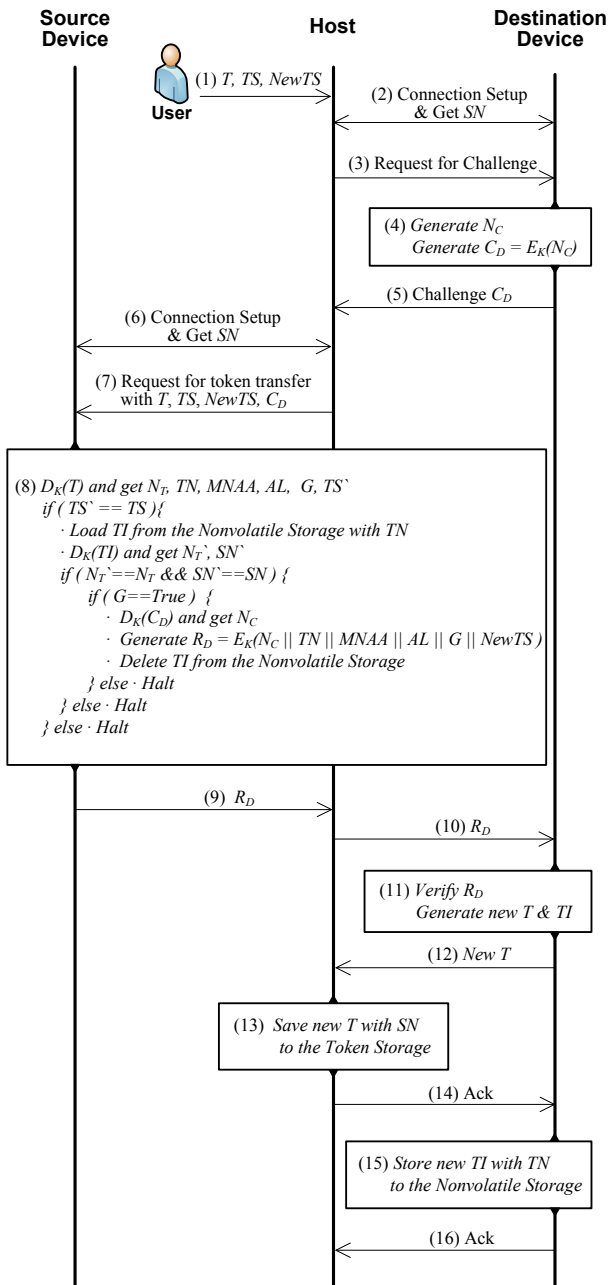 Source
Device
Host
Destination
Device
User
(1) T, TS, NewTS
(2) Connection Setup
& Get SN
(3) Request for Challenge
(4) Generate N_C
Generate C_D = E_K(N_C)
(5) Challenge C_D
(6) Connection Setup
& Get SN
(7) Request for token transfer
with T, TS, NewTS, C_D
(8) D_K(T) and get N_T, TN, MNAA, AL, G, TS`
if ( TS` == TS ){
· Load TI from the Nonvolatile Storage with TN
· D_K(TI) and get N_T`, SN`
if ( N_T`==N_T && SN`==SN ) {
if ( G==True ) {
· D_K(C_D) and get N_C
· Generate R_D = E_K(N_C || TN || MNAA || AL || G || NewTS )
· Delete TI from the Nonvolatile Storage
} else · Halt
} else · Halt
} else · Halt
(9) R_D
(10) R_D
(11) Verify R_D
Generate new T & TI
(12) New T
(13) Save new T with SN
to the Token Storage
(14) Ack
(15) Store new TI with TN
to the Nonvolatile Storage
(16) Ack